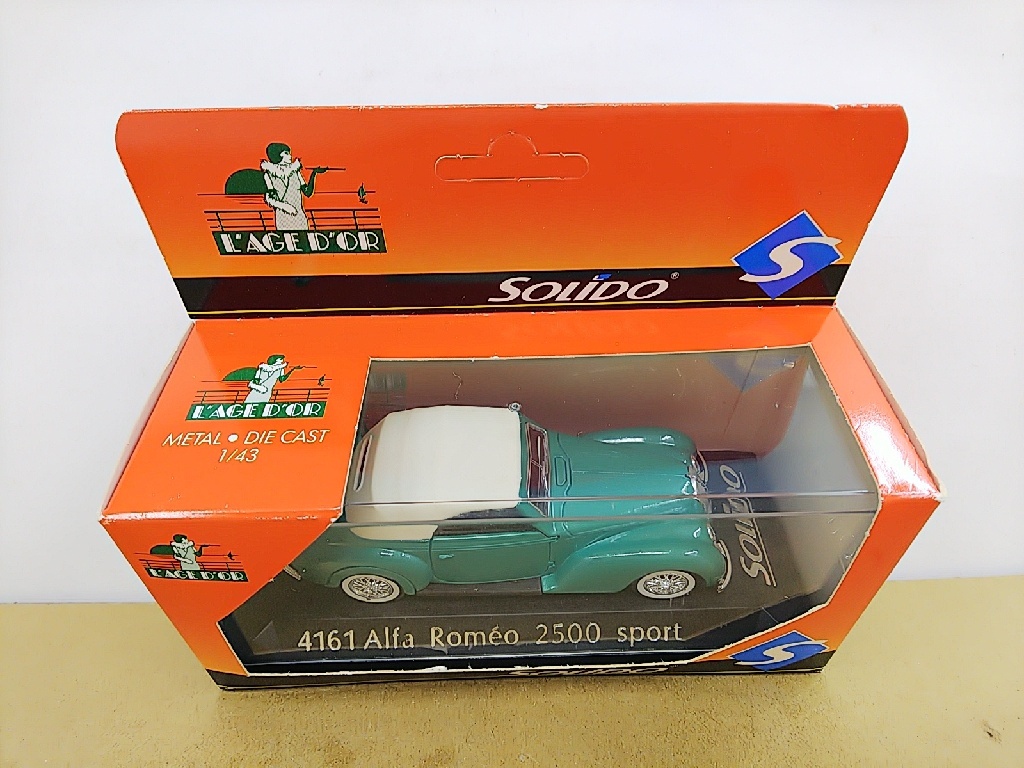 L'AGE D'OR
SOLIDO®
L'AGE D'OR
METAL • DIE CAST
1/43
SOLIDO
L'AGE D'OR
4161 Alfa Roméo 2500 sport